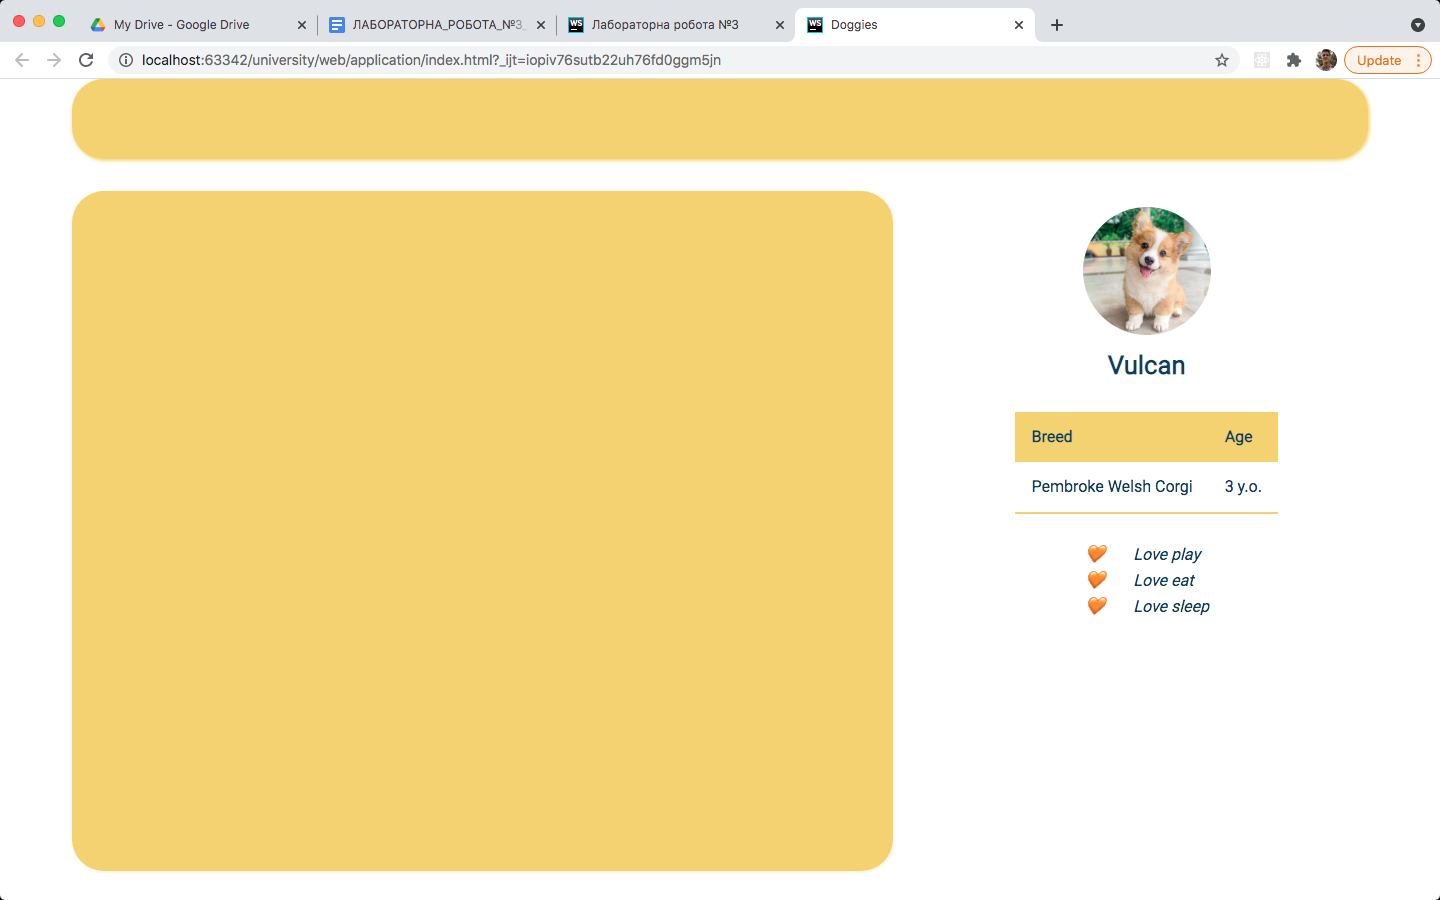 My Drive - Google Drive
ЛАБОРАТОРНА_РОБОТА_№3_
Лабораторна робота №3
Doggies
localhost:63342/university/web/application/index.html?_ijt=iopiv76sutb22uh76fd0ggm5jn
Update
Vulcan
Breed Age
Pembroke Welsh Corgi 3 y.o.
Love play
Love eat
Love sleep